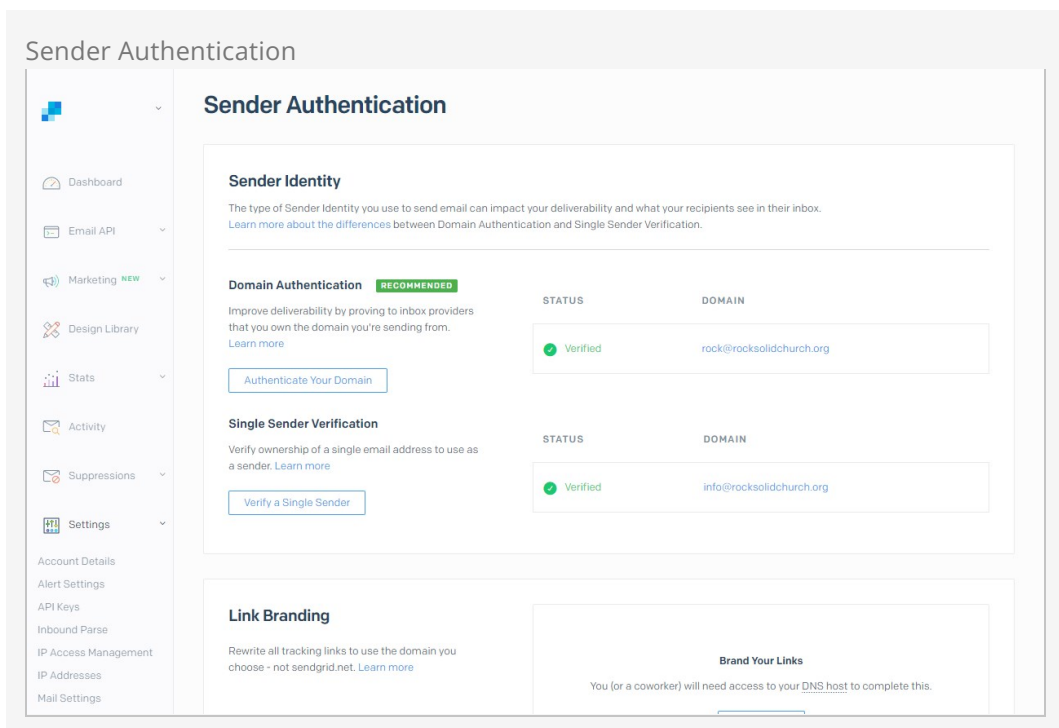 Sender Authentication
Sender Authentication
Dashboard
Email API
Marketing NEW
Design Library
Stats
Activity
Suppressions
Settings
Account Details
Alert Settings
API Keys
Inbound Parse
IP Access Management
IP Addresses
Mail Settings
Sender Identity
The type of Sender Identity you use to send email can impact your deliverability and what your recipients see in their inbox.
Learn more about the differences between Domain Authentication and Single Sender Verification.
Domain Authentication RECOMMENDED
Improve deliverability by proving to inbox providers
that you own the domain you're sending from.
Learn more
Authenticate Your Domain
STATUS DOMAIN
Verified rock@rocksolidchurch.org
Single Sender Verification
Verify ownership of a single email address to use as
a sender. Learn more
Verify a Single Sender
STATUS DOMAIN
Verified info@rocksolidchurch.org
Link Branding
Rewrite all tracking links to use the domain you
choose - not sendgrid.net. Learn more
Brand Your Links
You (or a coworker) will need access to your DNS host to complete this.